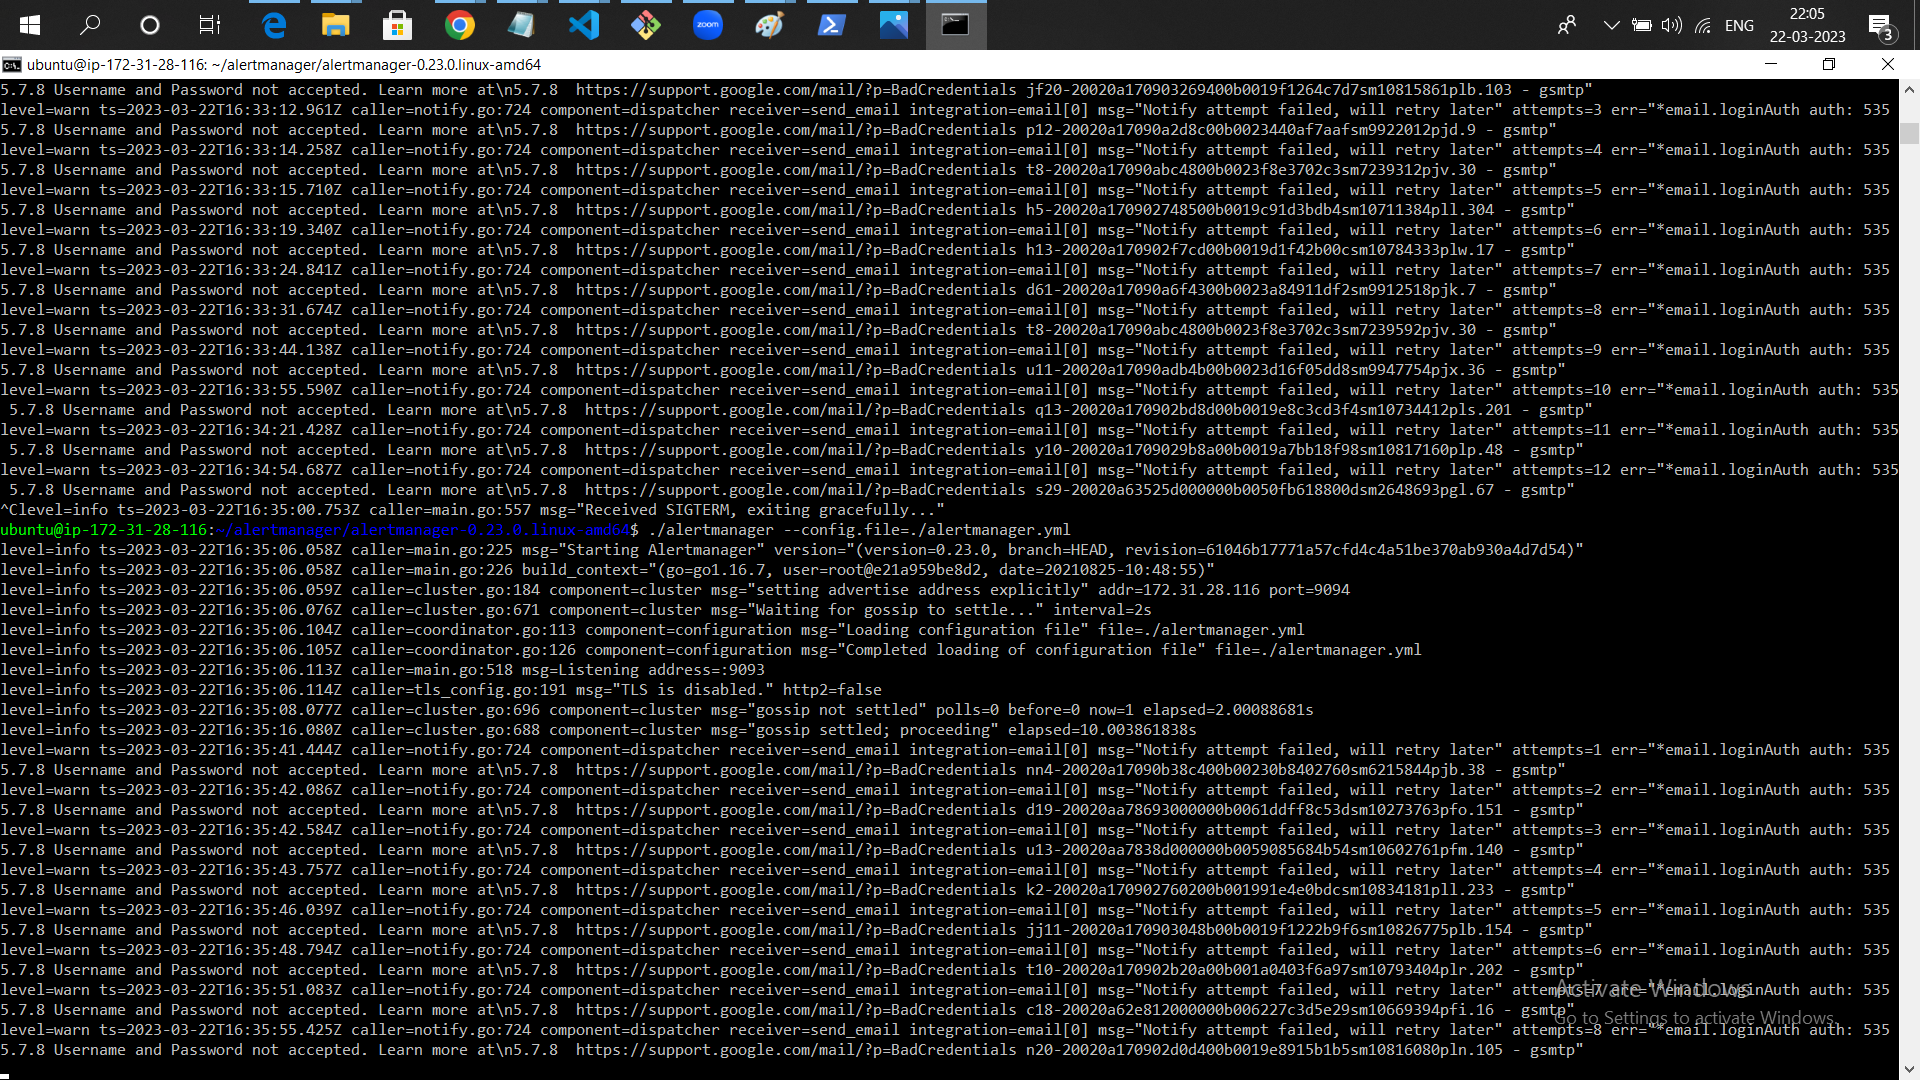 zoom
ENG
22:05
22-03-2023
3
ubuntu@ip-172-31-28-116: ~/alertmanager/alertmanager-0.23.0.linux-amd64
5.7.8 Username and Password not accepted. Learn more at\n5.7.8  https://support.google.com/mail/?p=BadCredentials jf20-20020a170903269400b0019f1264c7d7sm10815861plb.103 - gsmtp"
level=warn ts=2023-03-22T16:33:12.961Z caller=notify.go:724 component=dispatcher receiver=send_email integration=email[0] msg="Notify attempt failed, will retry later" attempts=3 err="*email.loginAuth auth: 535
5.7.8 Username and Password not accepted. Learn more at\n5.7.8  https://support.google.com/mail/?p=BadCredentials p12-20020a17090a2d8c00b0023440af7aafsm9922012pjd.9 - gsmtp"
level=warn ts=2023-03-22T16:33:14.258Z caller=notify.go:724 component=dispatcher receiver=send_email integration=email[0] msg="Notify attempt failed, will retry later" attempts=4 err="*email.loginAuth auth: 535
5.7.8 Username and Password not accepted. Learn more at\n5.7.8  https://support.google.com/mail/?p=BadCredentials t8-20020a17090abc4800b0023f8e3702c3sm7239312pjv.30 - gsmtp"
level=warn ts=2023-03-22T16:33:15.710Z caller=notify.go:724 component=dispatcher receiver=send_email integration=email[0] msg="Notify attempt failed, will retry later" attempts=5 err="*email.loginAuth auth: 535
5.7.8 Username and Password not accepted. Learn more at\n5.7.8  https://support.google.com/mail/?p=BadCredentials h5-20020a170902748500b0019c91d3bdb4sm10711384pll.304 - gsmtp"
level=warn ts=2023-03-22T16:33:19.340Z caller=notify.go:724 component=dispatcher receiver=send_email integration=email[0] msg="Notify attempt failed, will retry later" attempts=6 err="*email.loginAuth auth: 535
5.7.8 Username and Password not accepted. Learn more at\n5.7.8  https://support.google.com/mail/?p=BadCredentials h13-20020a170902f7cd00b0019d1f42b00csm10784333plw.17 - gsmtp"
level=warn ts=2023-03-22T16:33:24.841Z caller=notify.go:724 component=dispatcher receiver=send_email integration=email[0] msg="Notify attempt failed, will retry later" attempts=7 err="*email.loginAuth auth: 535
5.7.8 Username and Password not accepted. Learn more at\n5.7.8  https://support.google.com/mail/?p=BadCredentials d61-20020a17090a6f4300b0023a84911df2sm9912518pjk.7 - gsmtp"
level=warn ts=2023-03-22T16:33:31.674Z caller=notify.go:724 component=dispatcher receiver=send_email integration=email[0] msg="Notify attempt failed, will retry later" attempts=8 err="*email.loginAuth auth: 535
5.7.8 Username and Password not accepted. Learn more at\n5.7.8  https://support.google.com/mail/?p=BadCredentials t8-20020a17090abc4800b0023f8e3702c3sm7239592pjv.30 - gsmtp"
level=warn ts=2023-03-22T16:33:44.138Z caller=notify.go:724 component=dispatcher receiver=send_email integration=email[0] msg="Notify attempt failed, will retry later" attempts=9 err="*email.loginAuth auth: 535
5.7.8 Username and Password not accepted. Learn more at\n5.7.8  https://support.google.com/mail/?p=BadCredentials u11-20020a17090adb4b00b0023d16f05dd8sm9947754pjx.36 - gsmtp"
level=warn ts=2023-03-22T16:33:55.590Z caller=notify.go:724 component=dispatcher receiver=send_email integration=email[0] msg="Notify attempt failed, will retry later" attempts=10 err="*email.loginAuth auth: 535
5.7.8 Username and Password not accepted. Learn more at\n5.7.8  https://support.google.com/mail/?p=BadCredentials q13-20020a170902bd8d00b0019e8c3cd3f4sm10734412pls.201 - gsmtp"
level=warn ts=2023-03-22T16:34:21.428Z caller=notify.go:724 component=dispatcher receiver=send_email integration=email[0] msg="Notify attempt failed, will retry later" attempts=11 err="*email.loginAuth auth: 535
5.7.8 Username and Password not accepted. Learn more at\n5.7.8  https://support.google.com/mail/?p=BadCredentials y10-20020a1709029b8a00b0019a7bb18f98sm10817160plp.48 - gsmtp"
level=warn ts=2023-03-22T16:34:54.687Z caller=notify.go:724 component=dispatcher receiver=send_email integration=email[0] msg="Notify attempt failed, will retry later" attempts=12 err="*email.loginAuth auth: 535
5.7.8 Username and Password not accepted. Learn more at\n5.7.8  https://support.google.com/mail/?p=BadCredentials s29-20020a63525d000000b0050fb618800dsm2648693pgl.67 - gsmtp"
^Clevel=info ts=2023-03-22T16:35:00.753Z caller=main.go:557 msg="Received SIGTERM, exiting gracefully..."
ubuntu@ip-172-31-28-116:~/alertmanager/alertmanager-0.23.0.linux-amd64$ ./alertmanager --config.file=./alertmanager.yml
level=info ts=2023-03-22T16:35:06.058Z caller=main.go:225 msg="Starting Alertmanager" version="(version=0.23.0, branch=HEAD, revision=61046b17771a57cfd4c4a51be370ab930a4d7d54)"
level=info ts=2023-03-22T16:35:06.058Z caller=main.go:226 build_context="(go=go1.16.7, user=root@e21a959be8d2, date=20210825-10:48:55)"
level=info ts=2023-03-22T16:35:06.059Z caller=cluster.go:184 component=cluster msg="setting advertise address explicitly" addr=172.31.28.116 port=9094
level=info ts=2023-03-22T16:35:06.076Z caller=cluster.go:671 component=cluster msg="Waiting for gossip to settle..." interval=2s
level=info ts=2023-03-22T16:35:06.104Z caller=coordinator.go:113 component=configuration msg="Loading configuration file" file=./alertmanager.yml
level=info ts=2023-03-22T16:35:06.105Z caller=coordinator.go:126 component=configuration msg="Completed loading of configuration file" file=./alertmanager.yml
level=info ts=2023-03-22T16:35:06.113Z caller=main.go:518 msg=Listening address=:9093
level=info ts=2023-03-22T16:35:06.114Z caller=tls_config.go:191 msg="TLS is disabled." http2=false
level=info ts=2023-03-22T16:35:08.077Z caller=cluster.go:696 component=cluster msg="gossip not settled" polls=0 before=0 now=1 elapsed=2.00088681s
level=info ts=2023-03-22T16:35:16.080Z caller=cluster.go:688 component=cluster msg="gossip settled; proceeding" elapsed=10.003861838s
level=warn ts=2023-03-22T16:35:41.444Z caller=notify.go:724 component=dispatcher receiver=send_email integration=email[0] msg="Notify attempt failed, will retry later" attempts=1 err="*email.loginAuth auth: 535
5.7.8 Username and Password not accepted. Learn more at\n5.7.8  https://support.google.com/mail/?p=BadCredentials nn4-20020a17090b38c400b00230b8402760sm6215844pjb.38 - gsmtp"
level=warn ts=2023-03-22T16:35:42.086Z caller=notify.go:724 component=dispatcher receiver=send_email integration=email[0] msg="Notify attempt failed, will retry later" attempts=2 err="*email.loginAuth auth: 535
5.7.8 Username and Password not accepted. Learn more at\n5.7.8  https://support.google.com/mail/?p=BadCredentials d19-20020aa78693000000b0061ddff8c53dsm10273763pfo.151 - gsmtp"
level=warn ts=2023-03-22T16:35:42.584Z caller=notify.go:724 component=dispatcher receiver=send_email integration=email[0] msg="Notify attempt failed, will retry later" attempts=3 err="*email.loginAuth auth: 535
5.7.8 Username and Password not accepted. Learn more at\n5.7.8  https://support.google.com/mail/?p=BadCredentials u13-20020aa7838d000000b0059085684b54sm10602761pfm.140 - gsmtp"
level=warn ts=2023-03-22T16:35:43.757Z caller=notify.go:724 component=dispatcher receiver=send_email integration=email[0] msg="Notify attempt failed, will retry later" attempts=4 err="*email.loginAuth auth: 535
5.7.8 Username and Password not accepted. Learn more at\n5.7.8  https://support.google.com/mail/?p=BadCredentials k2-20020a170902760200b001991e4e0bdcsm10834181pll.233 - gsmtp"
level=warn ts=2023-03-22T16:35:46.039Z caller=notify.go:724 component=dispatcher receiver=send_email integration=email[0] msg="Notify attempt failed, will retry later" attempts=5 err="*email.loginAuth auth: 535
5.7.8 Username and Password not accepted. Learn more at\n5.7.8  https://support.google.com/mail/?p=BadCredentials jj11-20020a170903048b00b0019f1222b9f6sm10826775plb.154 - gsmtp"
level=warn ts=2023-03-22T16:35:48.794Z caller=notify.go:724 component=dispatcher receiver=send_email integration=email[0] msg="Notify attempt failed, will retry later" attempts=6 err="*email.loginAuth auth: 535
5.7.8 Username and Password not accepted. Learn more at\n5.7.8  https://support.google.com/mail/?p=BadCredentials t10-20020a170902b20a00b001a0403f6a97sm10793404plr.202 - gsmtp"
level=warn ts=2023-03-22T16:35:51.083Z caller=notify.go:724 component=dispatcher receiver=send_email integration=email[0] msg="Notify attempt failed, will retry later" attempts=7 err="*email.loginAuth auth: 535
5.7.8 Username and Password not accepted. Learn more at\n5.7.8  https://support.google.com/mail/?p=BadCredentials c18-20020a62e812000000b006227c3d5e29sm10669394pfi.16 - gsmtp"
level=warn ts=2023-03-22T16:35:55.425Z caller=notify.go:724 component=dispatcher receiver=send_email integration=email[0] msg="Notify attempt failed, will retry later" attempts=8 err="*email.loginAuth auth: 535
5.7.8 Username and Password not accepted. Learn more at\n5.7.8  https://support.google.com/mail/?p=BadCredentials n20-20020a170902d0d400b0019e8915b1b5sm10816080pln.105 - gsmtp"
Activate Windows
Go to Settings to activate Windows.